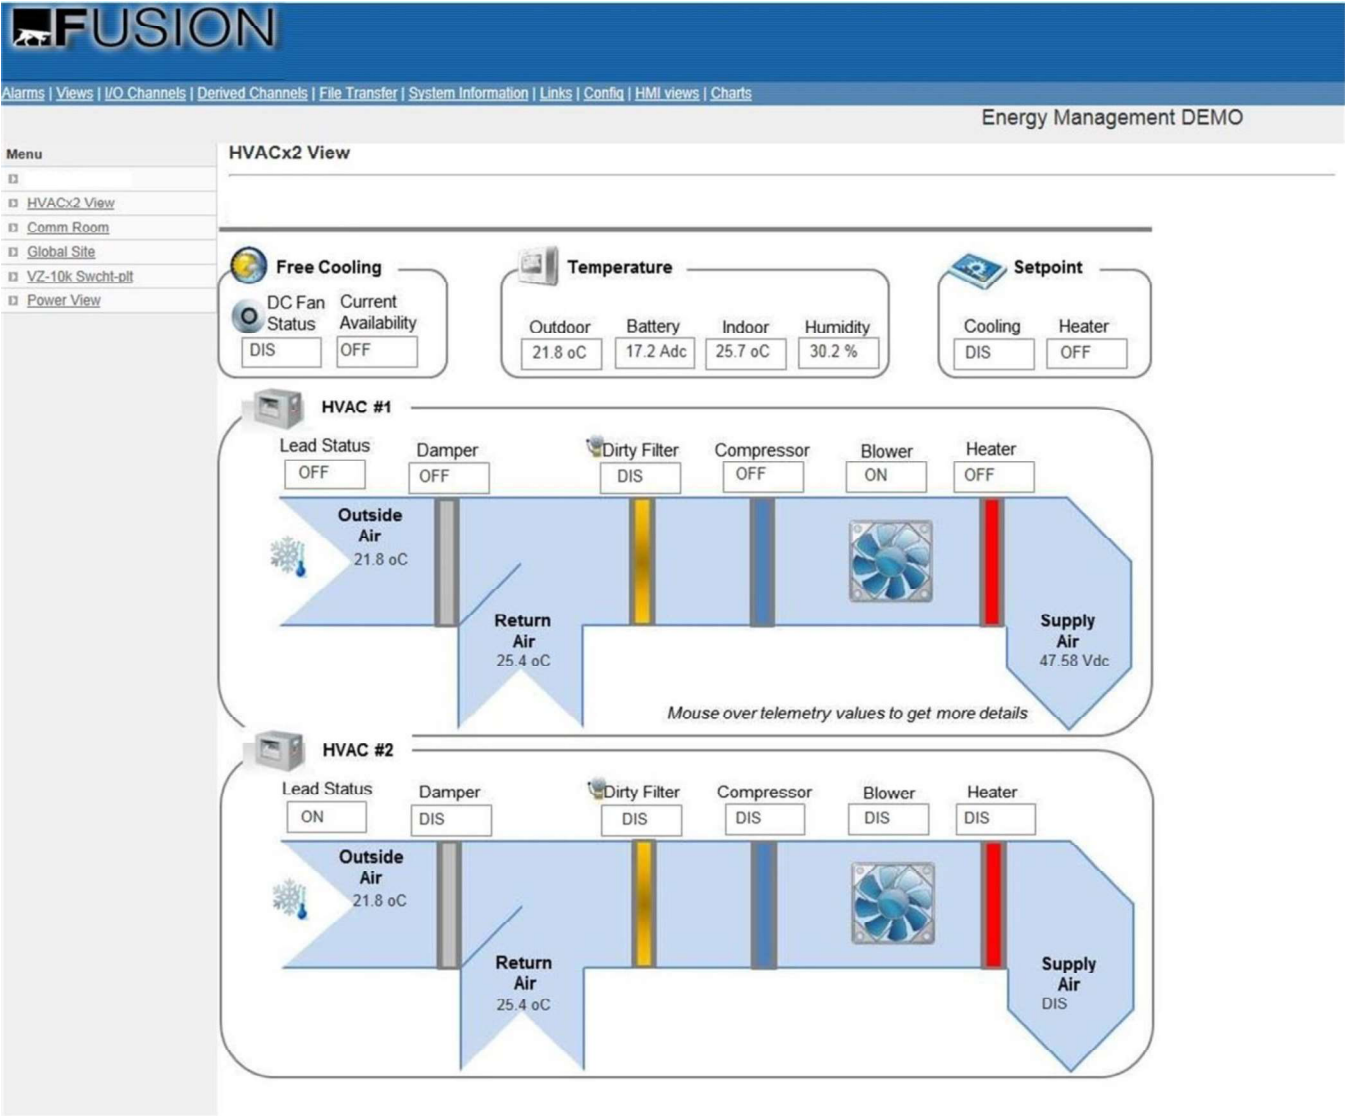 FUSION
Alarms | Views | I/O Channels | Derived Channels | File Transfer | System Information | Links | Config | HMI views | Charts
Energy Management DEMO
Menu
HVACx2 View
Comm Room
Global Site
VZ-10k Swcht-plt
Power View
HVACx2 View
Free Cooling
DC Fan Status
Current Availability
DIS
OFF
Temperature
Outdoor Battery Indoor Humidity
21.8 oC 17.2 Adc 25.7 oC 30.2 %
Setpoint
Cooling Heater
DIS OFF
HVAC #1
Lead Status Damper Dirty Filter Compressor Blower Heater
OFF OFF DIS OFF ON OFF
Outside
Air
21.8 oC
Return
Air
25.4 oC
Supply
Air
47.58 Vdc
Mouse over telemetry values to get more details
HVAC #2
Lead Status Damper Dirty Filter Compressor Blower Heater
ON DIS DIS DIS DIS DIS
Outside
Air
21.8 oC
Return
Air
25.4 oC
Supply
Air
DIS